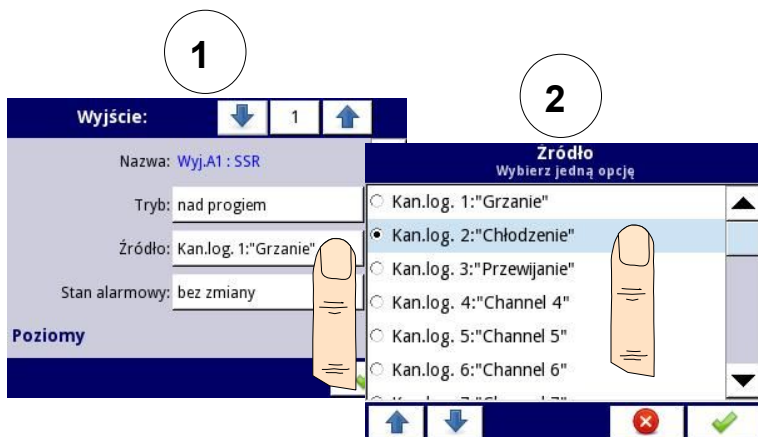 1
Wyjście:
1
Nazwa: Wyj.A1 : SSR
Tryb: nad progiem
Źródło: Kan.log. 1:"Grzanie"
Stan alarmowy: bez zmiany
Poziomy
2
Źródło
Wybierz jedną opcję
Kan.log. 1:"Grzanie"
Kan.log. 2:"Chłodzenie"
Kan.log. 3:"Przewijanie"
Kan.log. 4:"Channel 4"
Kan.log. 5:"Channel 5"
Kan.log. 6:"Channel 6"